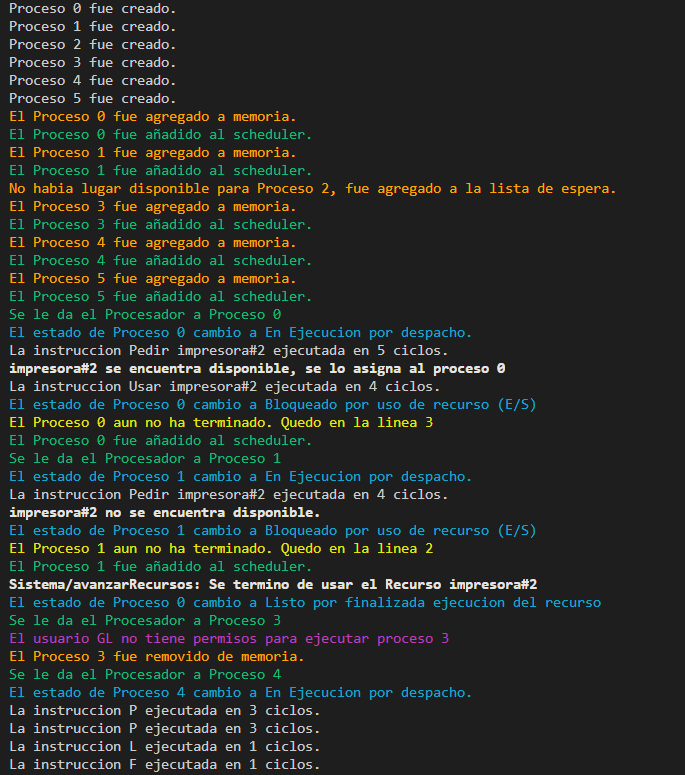 Proceso 0 fue creado.
Proceso 1 fue creado.
Proceso 2 fue creado.
Proceso 3 fue creado.
Proceso 4 fue creado.
Proceso 5 fue creado.
El Proceso 0 fue agregado a memoria.
El Proceso 0 fue añadido al scheduler.
El Proceso 1 fue agregado a memoria.
El Proceso 1 fue añadido al scheduler.
No habia lugar disponible para Proceso 2, fue agregado a la lista de espera.
El Proceso 3 fue agregado a memoria.
El Proceso 3 fue añadido al scheduler.
El Proceso 4 fue agregado a memoria.
El Proceso 4 fue añadido al scheduler.
El Proceso 5 fue agregado a memoria.
El Proceso 5 fue añadido al scheduler.
Se le da el Procesador a Proceso 0
El estado de Proceso 0 cambio a En Ejecucion por despacho.
La instruccion Pedir impresora#2 ejecutada en 5 ciclos.
impresora#2 se encuentra disponible, se lo asigna al proceso 0
La instruccion Usar impresora#2 ejecutada en 4 ciclos.
El estado de Proceso 0 cambio a Bloqueado por uso de recurso (E/S)
El Proceso 0 aun no ha terminado. Quedo en la linea 3
El Proceso 0 fue añadido al scheduler.
Se le da el Procesador a Proceso 1
El estado de Proceso 1 cambio a En Ejecucion por despacho.
La instruccion Pedir impresora#2 ejecutada en 4 ciclos.
impresora#2 no se encuentra disponible.
El estado de Proceso 1 cambio a Bloqueado por uso de recurso (E/S)
El Proceso 1 aun no ha terminado. Quedo en la linea 2
El Proceso 1 fue añadido al scheduler.
Sistema/avanzarRecursos: Se termino de usar el Recurso impresora#2
El estado de Proceso 0 cambio a Listo por finalizada ejecucion del recurso
Se le da el Procesador a Proceso 3
El usuario GL no tiene permisos para ejecutar proceso 3
El Proceso 3 fue removido de memoria.
Se le da el Procesador a Proceso 4
El estado de Proceso 4 cambio a En Ejecucion por despacho.
La instruccion P ejecutada en 3 ciclos.
La instruccion P ejecutada en 3 ciclos.
La instruccion L ejecutada en 1 ciclos.
La instruccion F ejecutada en 1 ciclos.